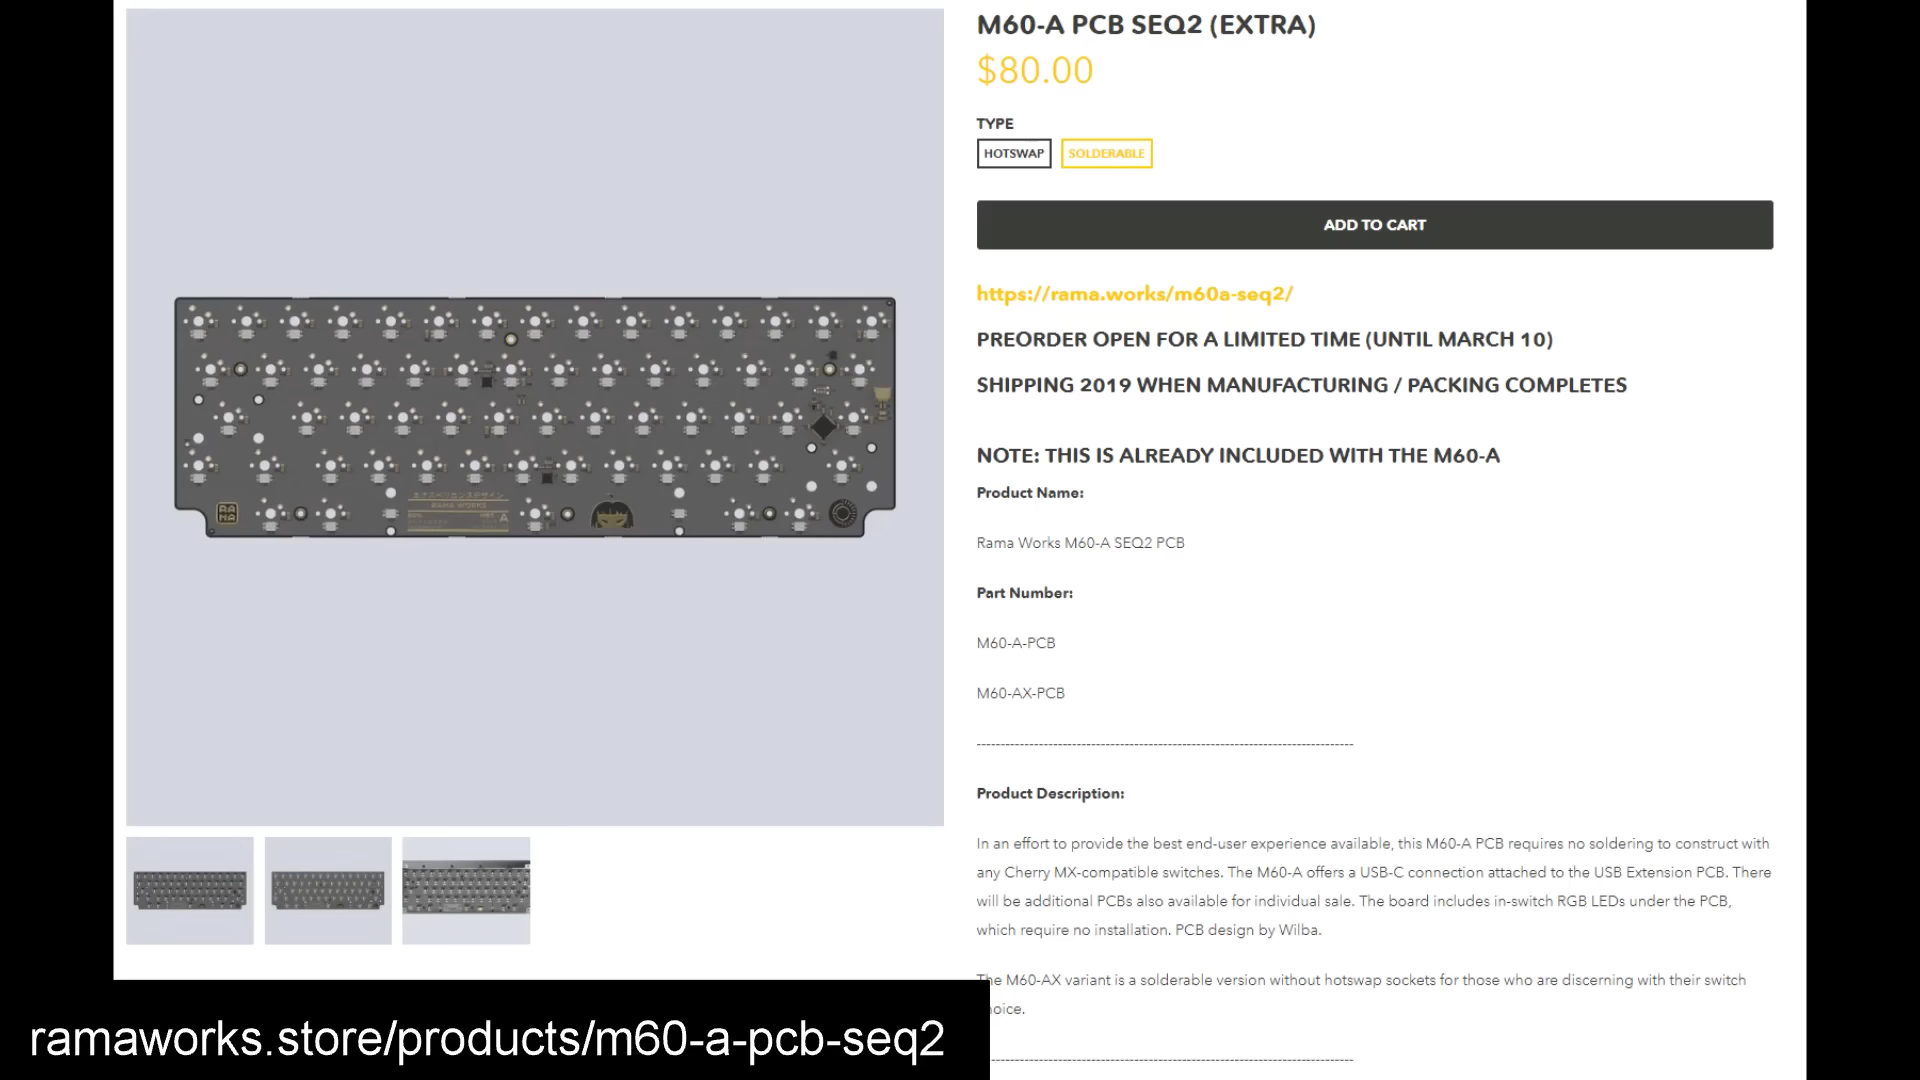 M60-A PCB SEQ2 (EXTRA)
$80.00
TYPE
HOTSWAP SOLDERABLE
ADD TO CART
https://rama.works/m60a-seq2/
PREORDER OPEN FOR A LIMITED TIME (UNTIL MARCH 10)
SHIPPING 2019 WHEN MANUFACTURING / PACKING COMPLETES
NOTE: THIS IS ALREADY INCLUDED WITH THE M60-A
Product Name:
Rama Works M60-A SEQ2 PCB
Part Number:
M60-A-PCB
M60-AX-PCB
--------------------------------------------------------------------------------
Product Description:
In an effort to provide the best end-user experience available, this M60-A PCB requires no soldering to construct with
any Cherry MX-compatible switches. The M60-A offers a USB-C connection attached to the USB Extension PCB. There
will be additional PCBs also available for individual sale. The board includes in-switch RGB LEDs under the PCB,
which require no installation. PCB design by Wilba.
The M60-AX variant is a solderable version without hotswap sockets for those who are discerning with their switch
hoice.
RAMA
RAMA WORKS
ramaworks.store/products/m60-a-pcb-seq2